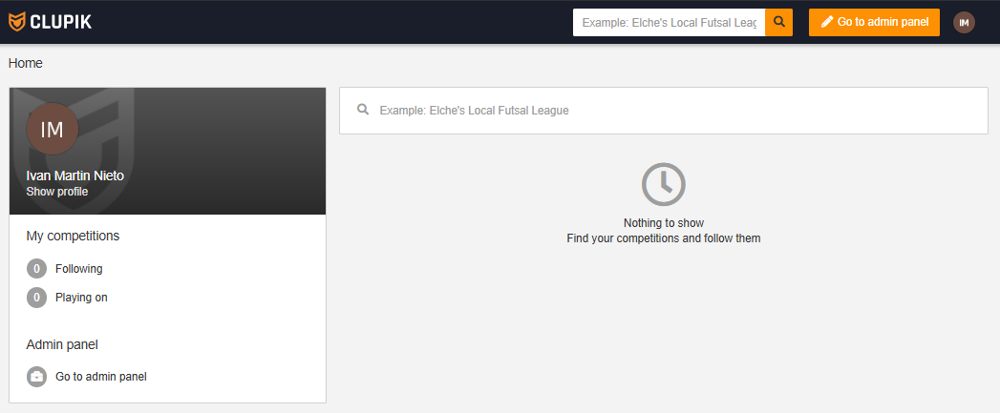 CLUPIK
Example: Elche's Local Futsal Leag
Go to admin panel
IM
Home
IM
Ivan Martin Nieto
Show profile
My competitions
0 Following
0 Playing on
Admin panel
Go to admin panel
Example: Elche's Local Futsal League
Nothing to show
Find your competitions and follow them